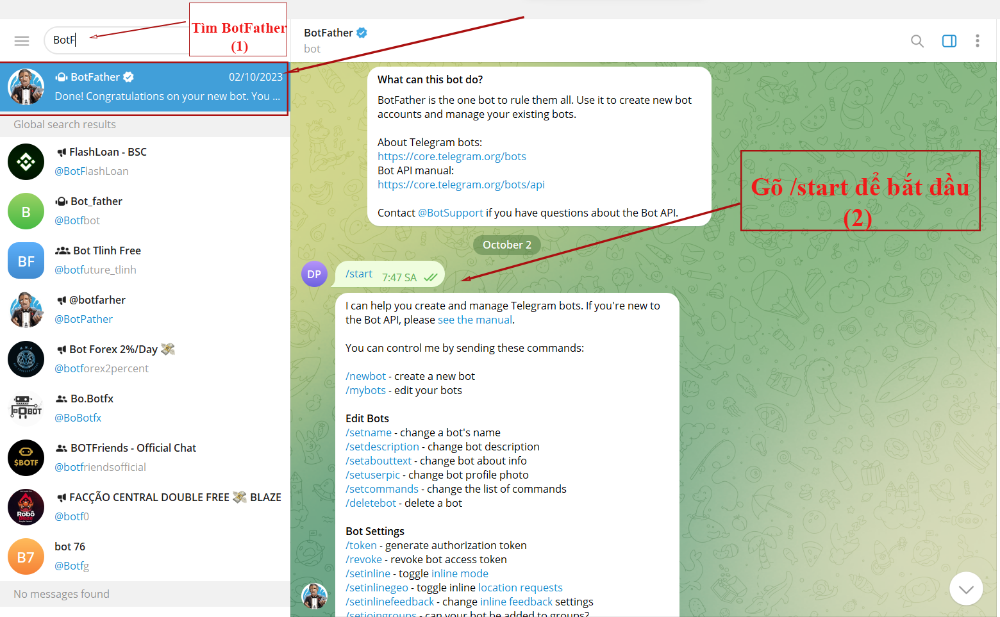 BotF
Tìm BotFather
(1)
BotFather
02/10/2023
Done! Congratulations on your new bot. You ...
Global search results
FlashLoan - BSC
@BotFlashLoan
B
Bot_father
@Botfbot
BF
Bot Tlinh Free
@botfuture_tlinh
@botfarher
@BotPather
Bot Forex 2%/Day 💸
@botforex2percent
BOBOT
Bo.Botfx
@BoBotfx
$BOTF
BOTFriends - Official Chat
@botfriendsofficial
Robô
Blaze
FACÇÃO CENTRAL DOUBLE FREE 💸 BLAZE
@botf0
B7
bot 76
@Botfg
No messages found
BotFather
bot
What can this bot do?
BotFather is the one bot to rule them all. Use it to create new bot
accounts and manage your existing bots.
About Telegram bots:
https://core.telegram.org/bots
Bot API manual:
https://core.telegram.org/bots/api
Contact @BotSupport if you have questions about the Bot API.
Gõ /start để bắt đầu
(2)
October 2
DP
/start 7:47 SA
I can help you create and manage Telegram bots. If you're new to
the Bot API, please see the manual.
You can control me by sending these commands:
/newbot - create a new bot
/mybots - edit your bots
Edit Bots
/setname - change a bot's name
/setdescription - change bot description
/setabouttext - change bot about info
/setuserpic - change bot profile photo
/setcommands - change the list of commands
/deletebot - delete a bot
Bot Settings
/token - generate authorization token
/revoke - revoke bot access token
/setinline - toggle inline mode
/setinlinegeo - toggle inline location requests
/setinlinefeedback - change inline feedback settings
/setjoingroups - can your bot be added to groups?